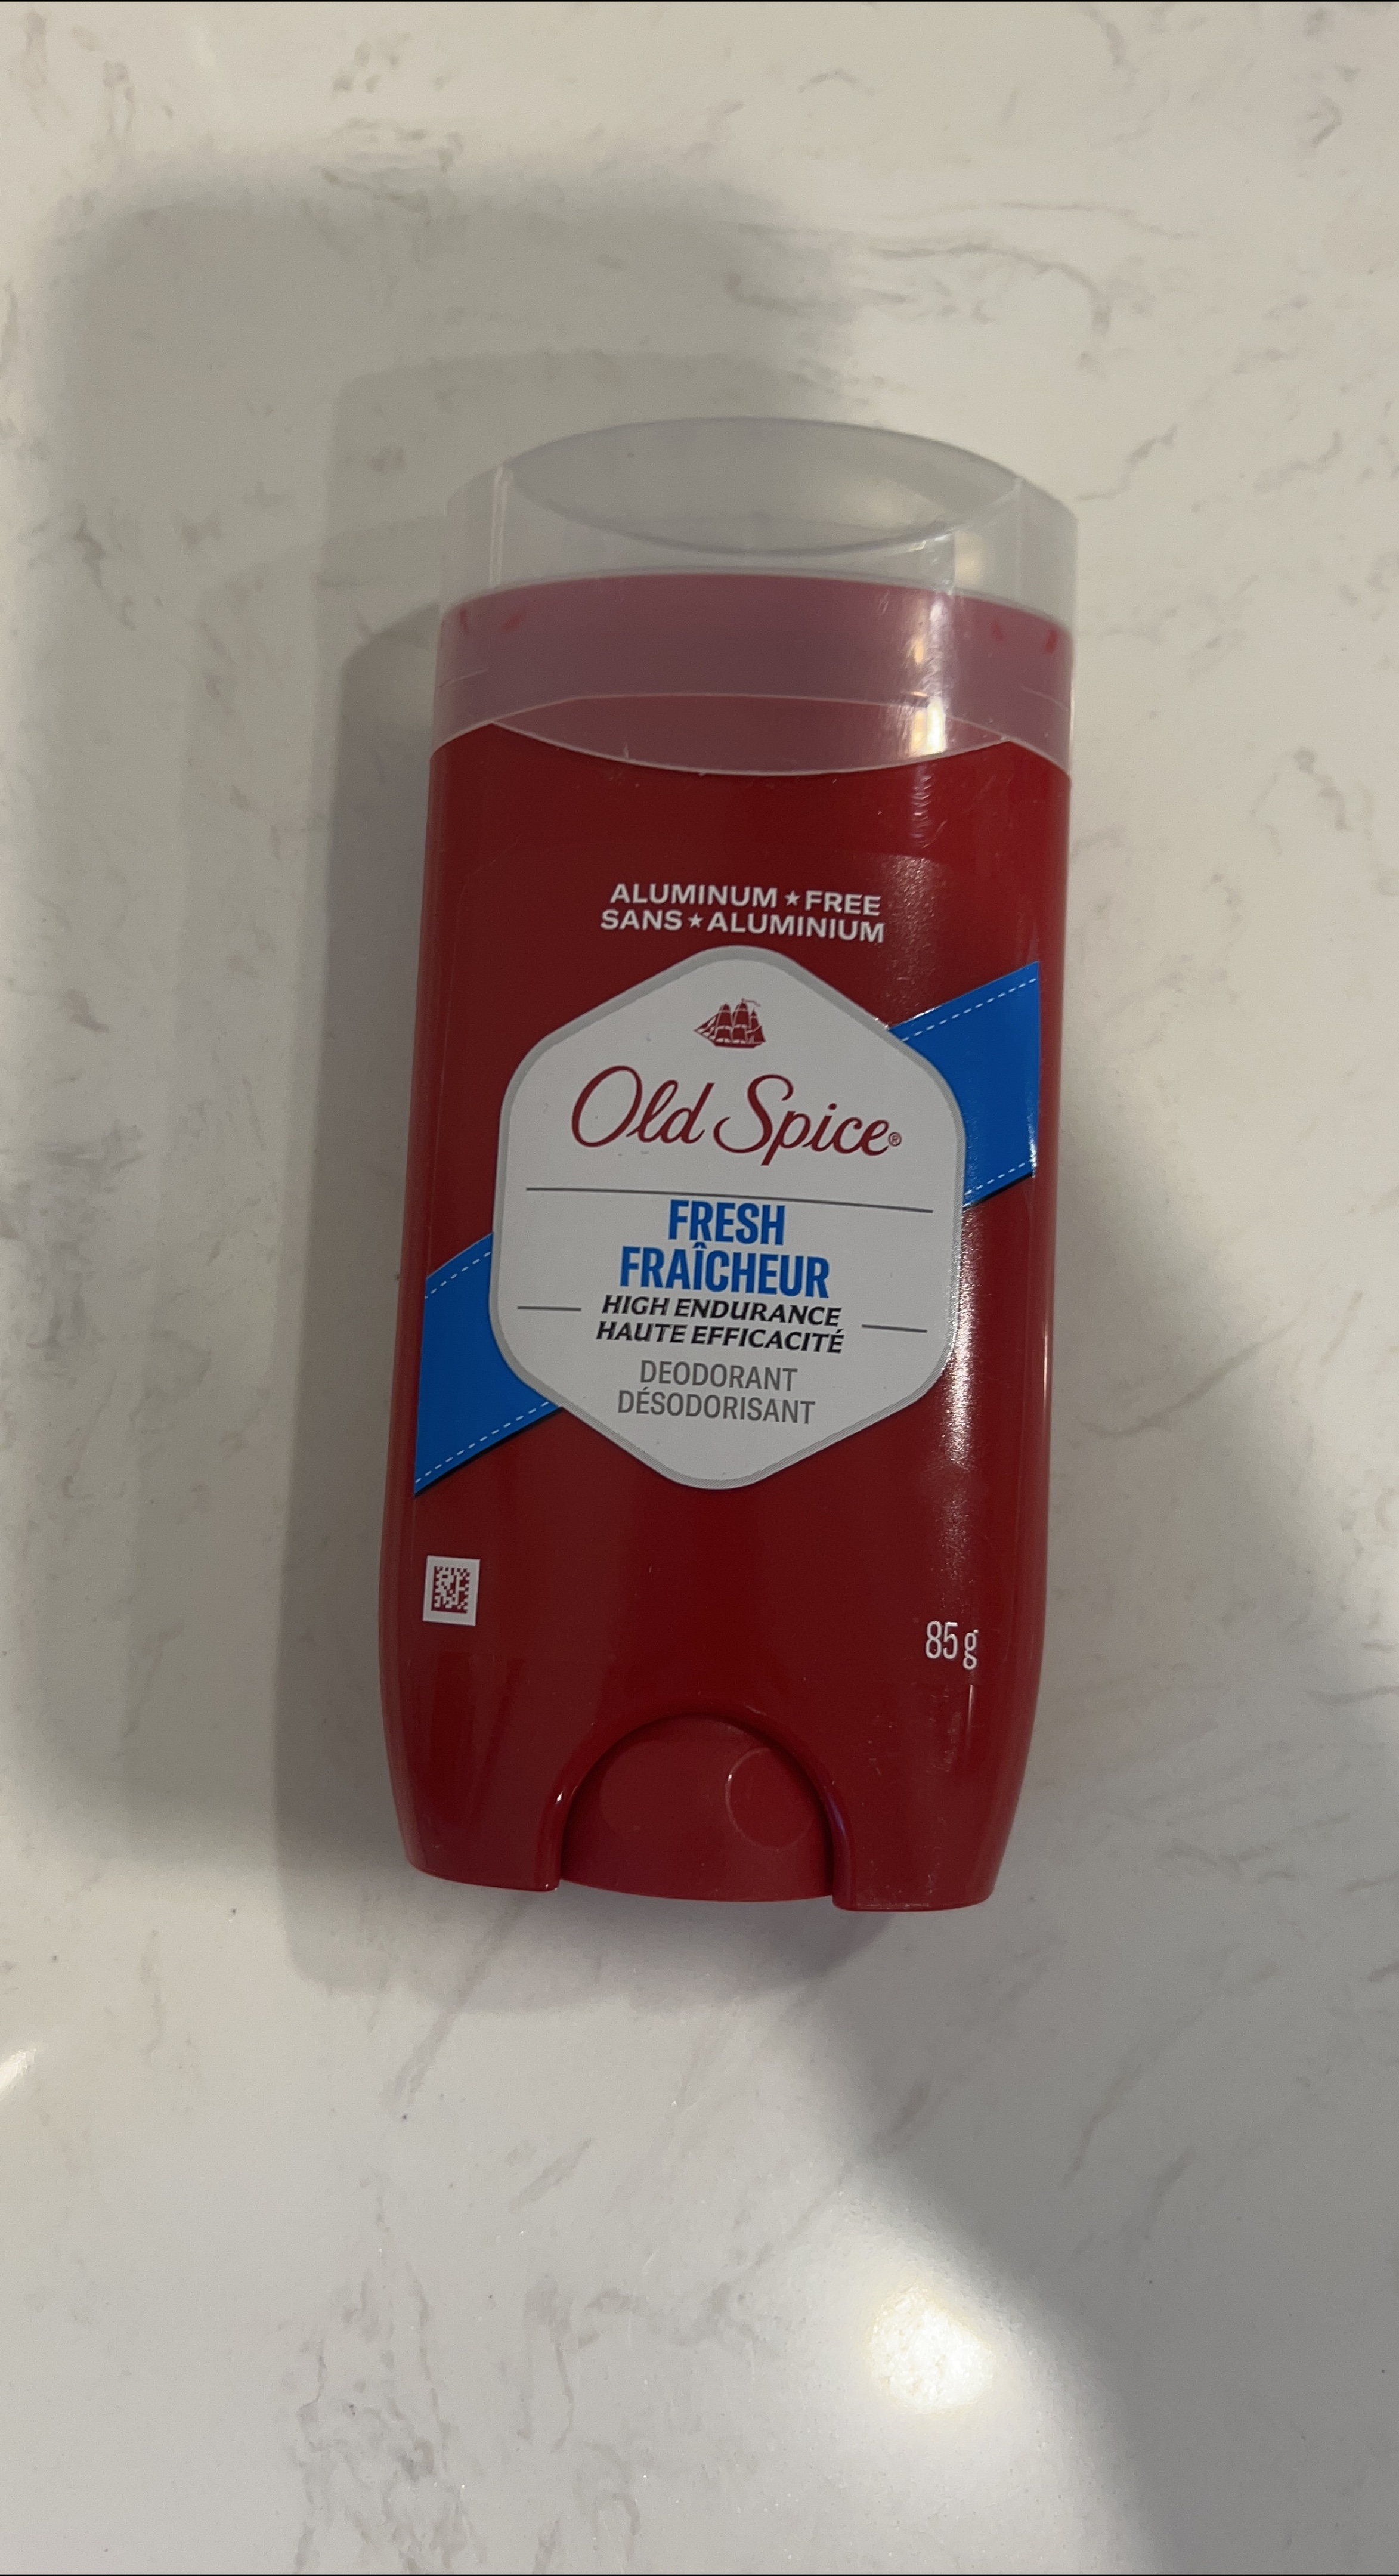 ALUMINUM★FREE
SANS★ALUMINIUM
Old Spice®
FRESH
FRAÎCHEUR
HIGH ENDURANCE
HAUTE EFFICACITÉ
DEODORANT
DÉSODORISANT
85 g